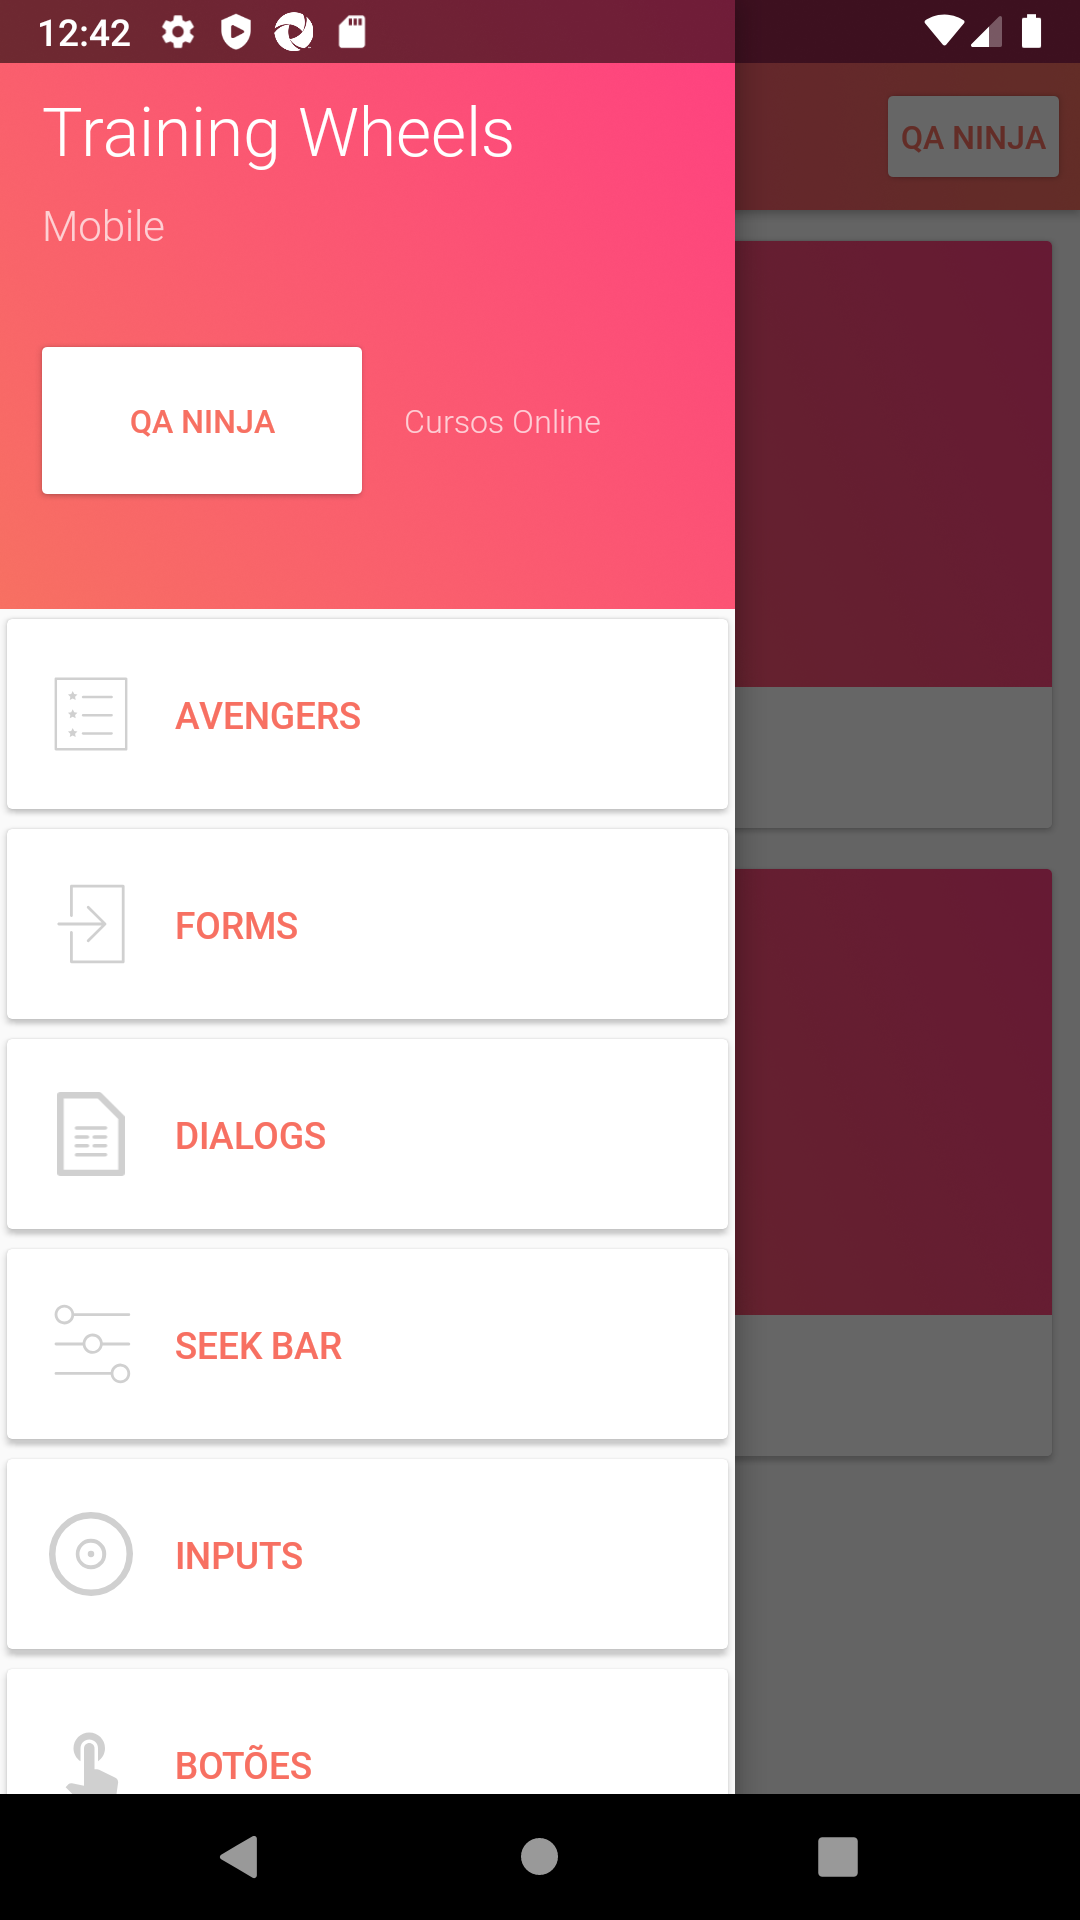 12:42
Training Wheels
QA NINJA
Mobile
QA NINJA
Cursos Online
AVENGERS
FORMS
DIALOGS
SEEK BAR
INPUTS
BOTÕES